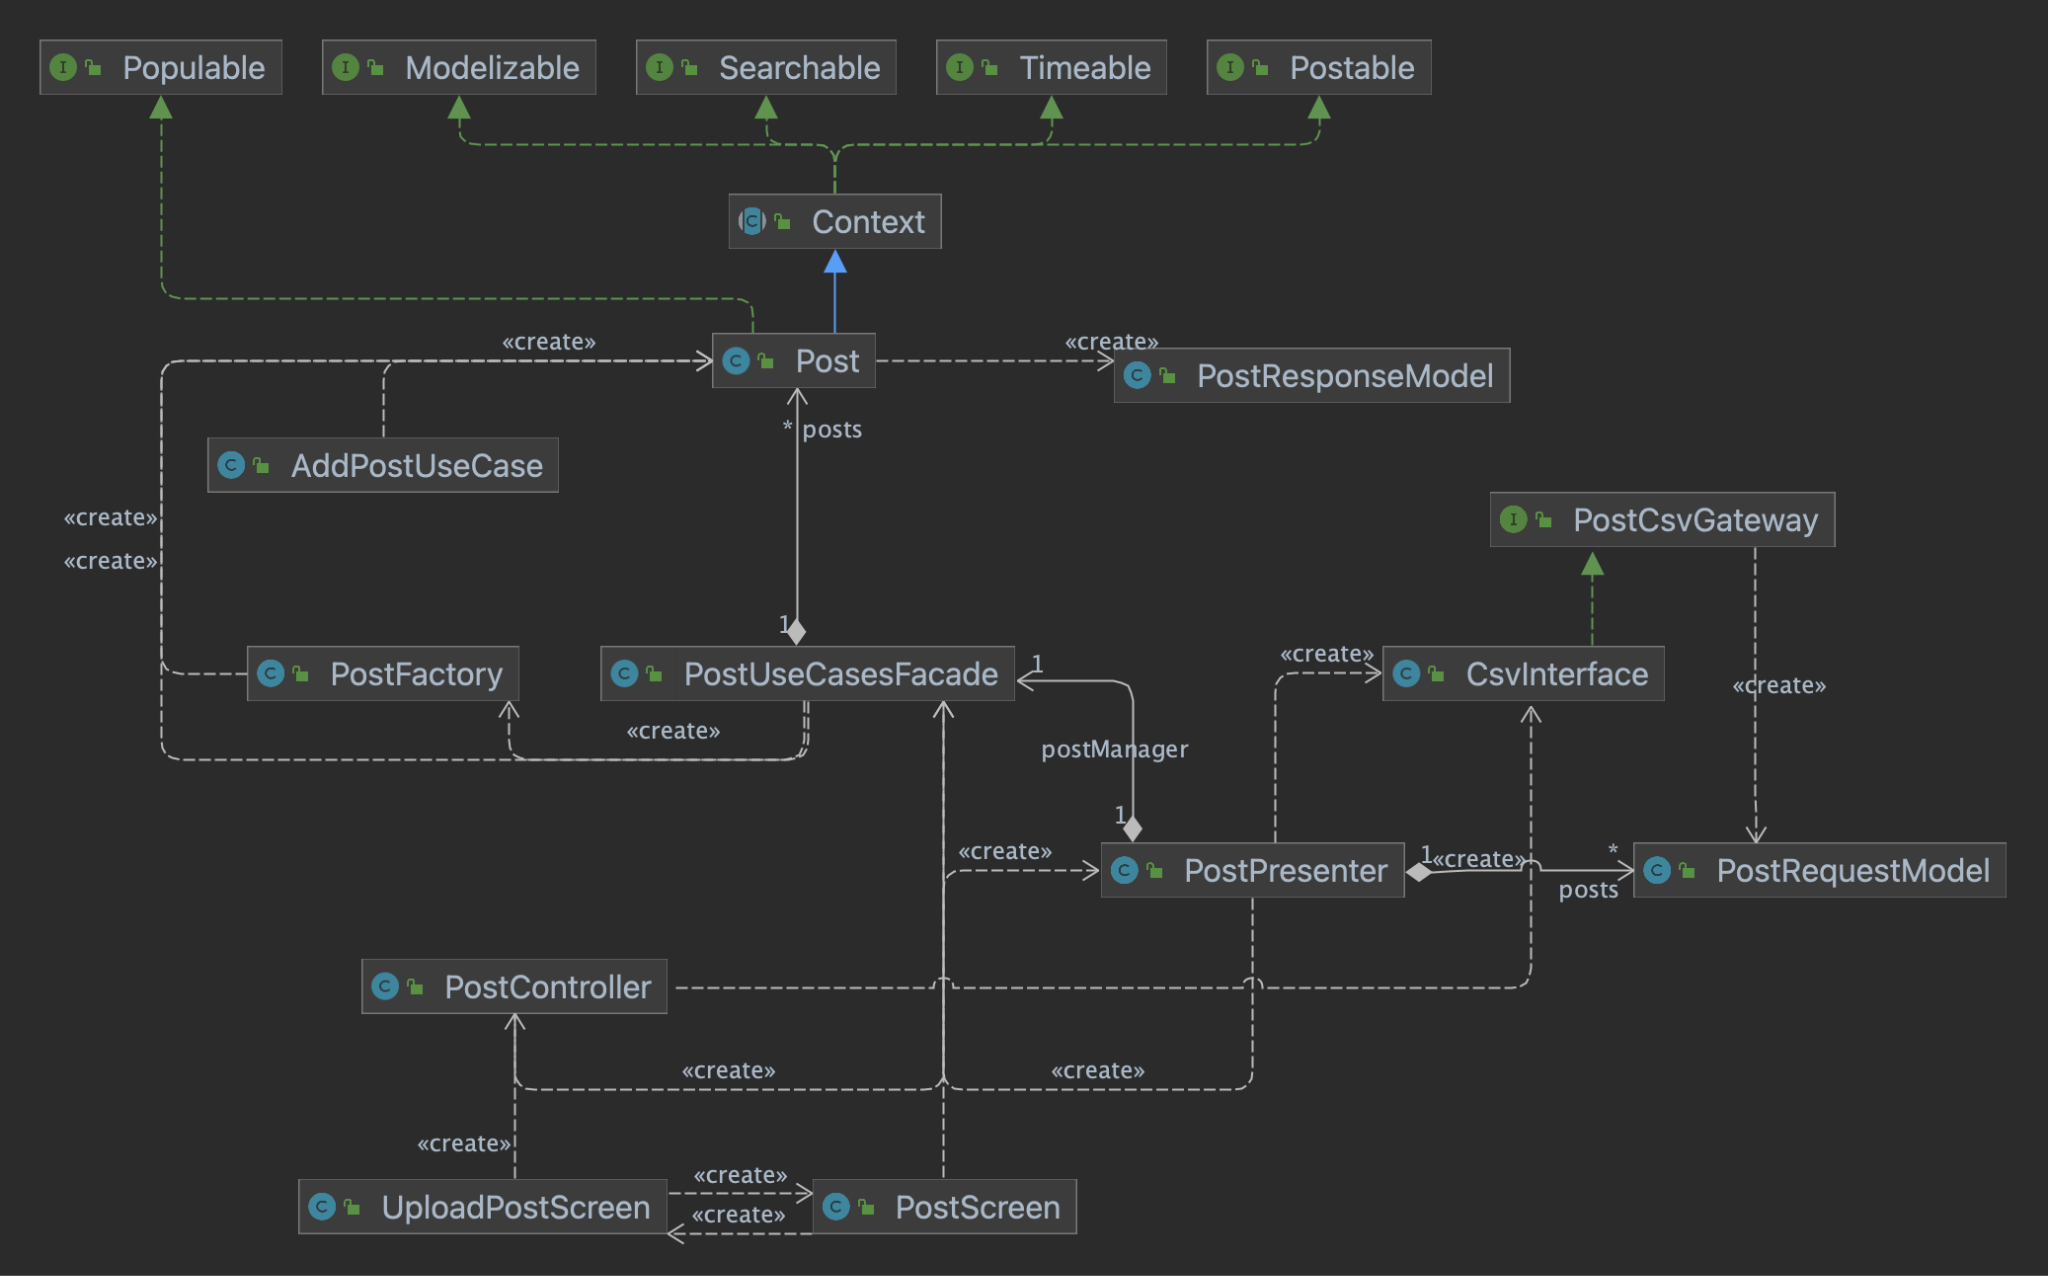 Populable
Modelizable
Searchable
Timeable
Postable
Context
«create»
Post
«create»
PostResponseModel
* posts
AddPostUseCase
«create»
PostCsvGateway
«create»
1
PostFactory
PostUseCasesFacade
1
«create»
CsvInterface
«create»
«create»
postManager
1
«create»
PostPresenter
1
«create»
*
posts
PostRequestModel
PostController
«create»
«create»
«create»
UploadPostScreen
«create»
«create»
PostScreen